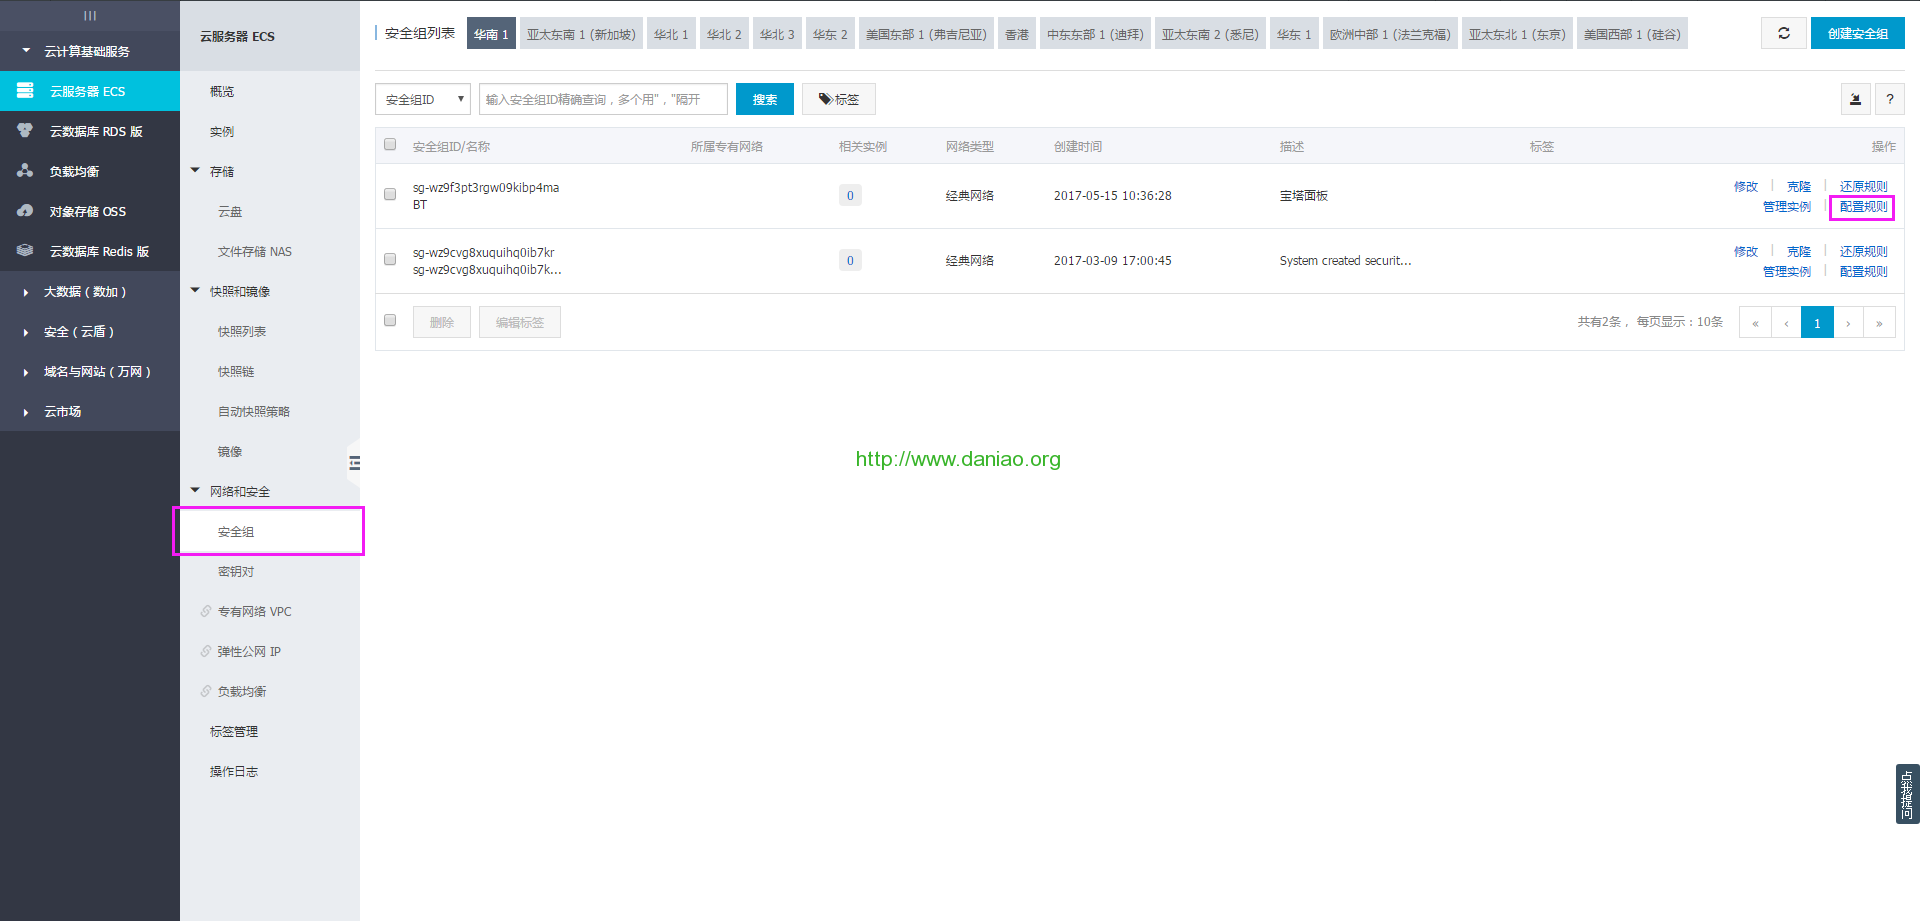 云计算基础服务
云服务器 ECS
云数据库 RDS 版
负载均衡
对象存储 OSS
云数据库 Redis 版
大数据（数加）
安全（云盾）
域名与网站（万网）
云市场
云服务器 ECS
概览
实例
存储
云盘
文件存储 NAS
快照和镜像
快照列表
快照链
自动快照策略
镜像
网络和安全
安全组
密钥对
专有网络 VPC
弹性公网 IP
负载均衡
标签管理
操作日志
安全组列表 华南 1 亚太东南 1 (新加坡) 华北 1 华北 2 华北 3 华东 2 美国东部 1 (弗吉尼亚) 香港 中东东部 1 (迪拜) 亚太东南 2 (悉尼) 华东 1 欧洲中部 1 (法兰克福) 亚太东北 1 (东京) 美国西部 1 (硅谷) 创建安全组
安全组ID 输入安全组ID精确查询，多个用"，"隔开 搜索 标签 ?
安全组ID/名称 所属专有网络 相关实例 网络类型 创建时间 描述 标签 操作
sg-wz9f3pt3rgw09kibp4ma
BT
0 经典网络 2017-05-15 10:36:28 宝塔面板
修改 | 克隆 | 还原规则
管理实例 | 配置规则
sg-wz9cvg8xuquihq0ib7kr
sg-wz9cvg8xuquihq0ib7k...
0 经典网络 2017-03-09 17:00:45 System created securit...
修改 | 克隆 | 还原规则
管理实例 | 配置规则
删除 编辑标签 共有2条， 每页显示：10条 « ‹ 1 › »
http://www.daniao.org
点我提问